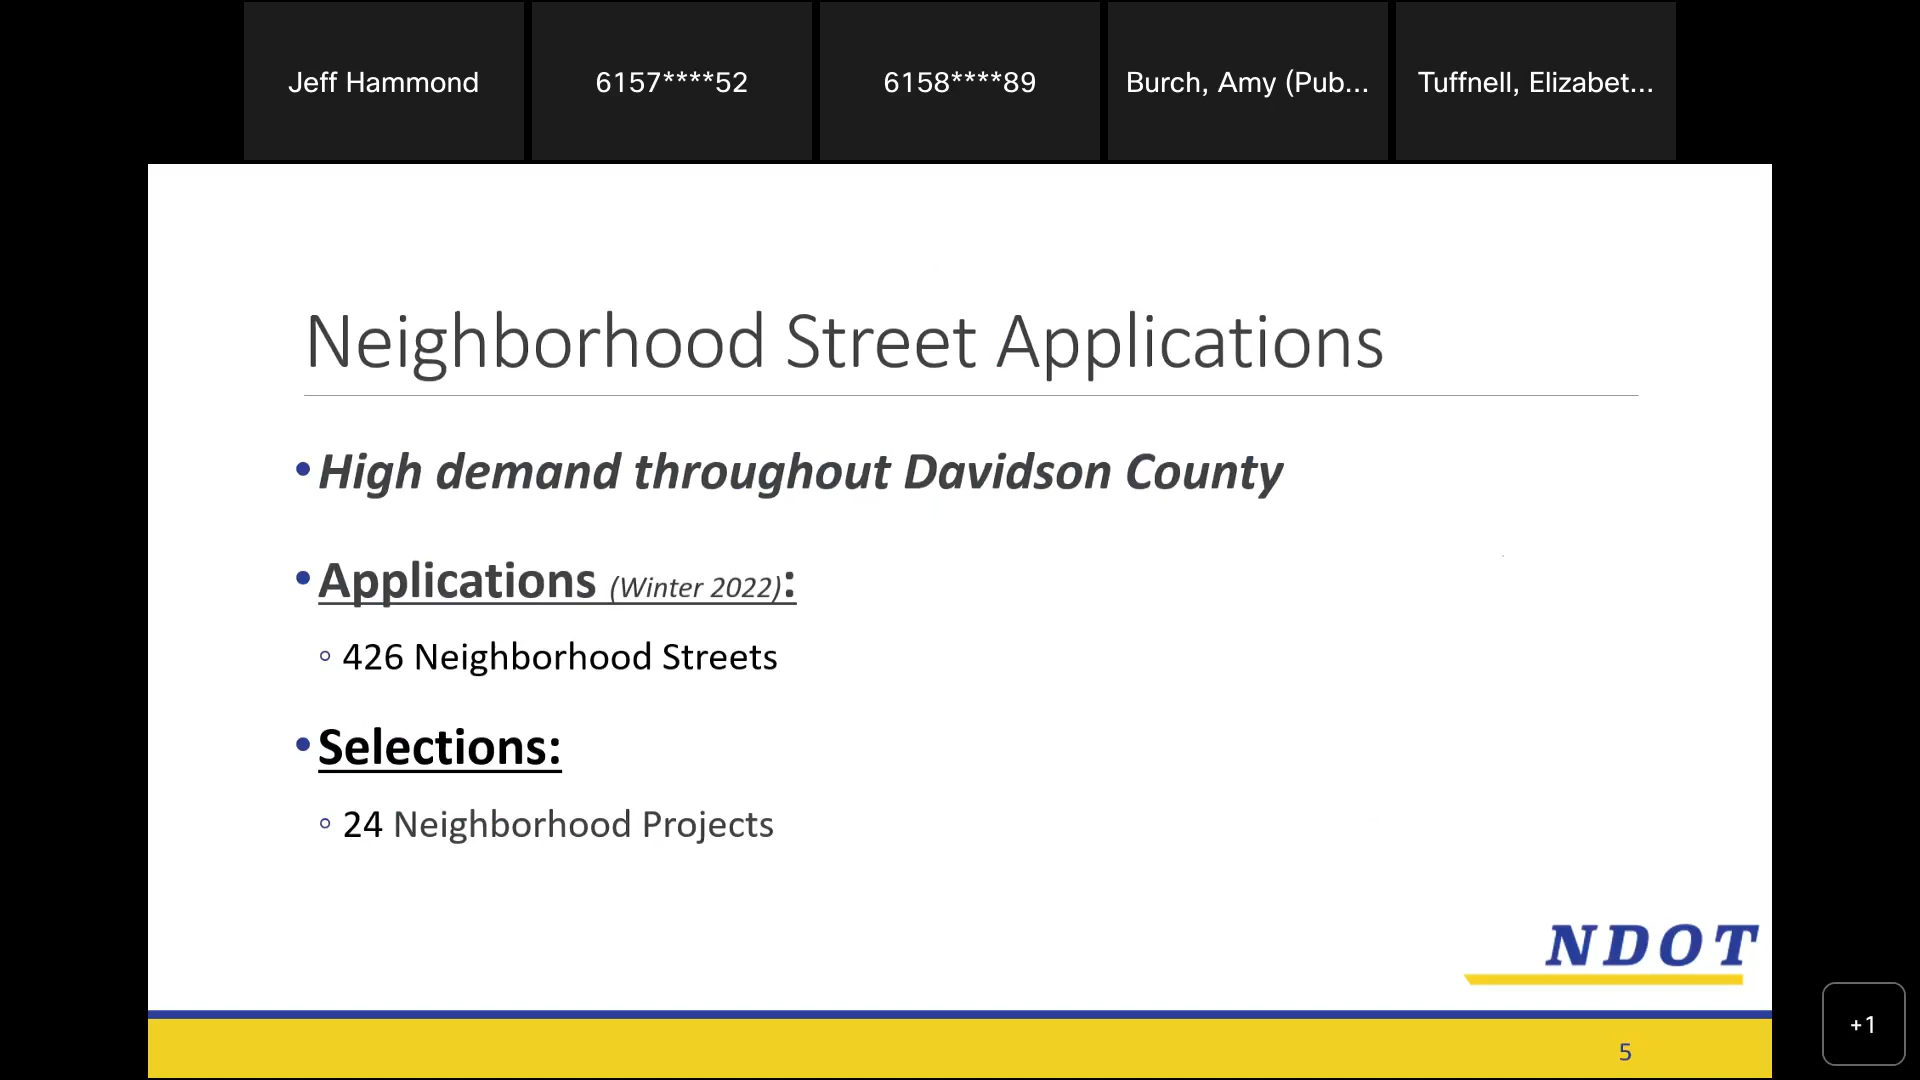 Jeff Hammond
6157****52
6158****89
Burch, Amy (Pub...
Tuffnell, Elizabet...
Neighborhood Street Applications
•High demand throughout Davidson County
•Applications (Winter 2022):
◦ 426 Neighborhood Streets
•Selections:
◦ 24 Neighborhood Projects
NDOT
+1
5